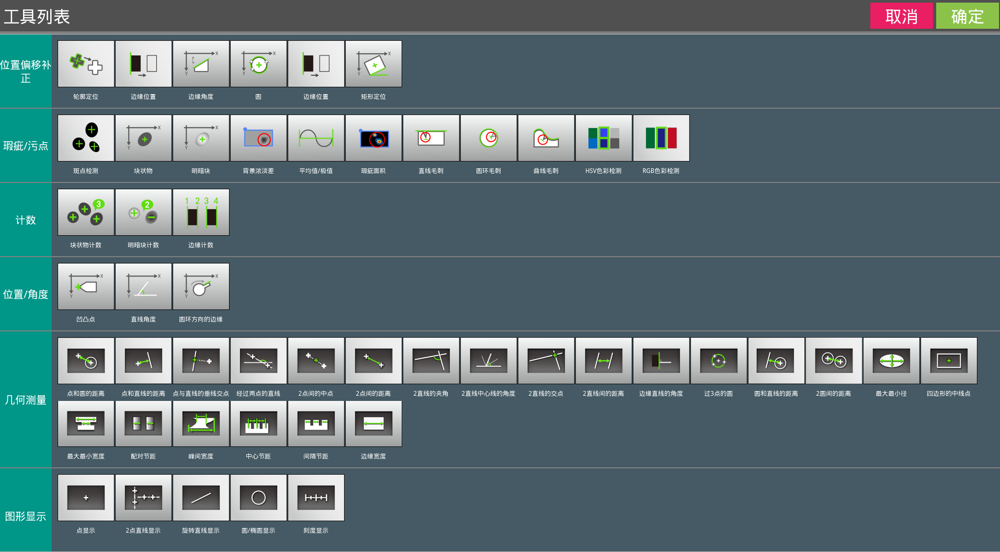 工具列表
取消
确定
位置偏移补
正
轮廓定位
边缘位置
边缘角度
圆
边缘位置
矩形定位
瑕疵/污点
斑点检测
块状物
明暗块
背景浓淡差
平均值/极值
瑕疵面积
直线毛刺
圆环毛刺
曲线毛刺
HSV色彩检测
RGB色彩检测
计数
块状物计数
明暗块计数
边缘计数
位置/角度
凹凸点
直线角度
圆环方向的边缘
几何测量
点和圆的距离
点和直线的距离
点与直线的垂线交点
经过两点的直线
2点间的中点
2点间的距离
2直线的夹角
2直线中心线的角度
2直线的交点
2直线间的距离
边缘直线的角度
过3点的圆
圆和直线的距离
2圆间的距离
最大最小径
四边形的中线点
最大最小宽度
配对节距
峰间宽度
中心节距
间隔节距
边缘宽度
图形显示
点显示
2点直线显示
旋转直线显示
圆/椭圆显示
刻度显示